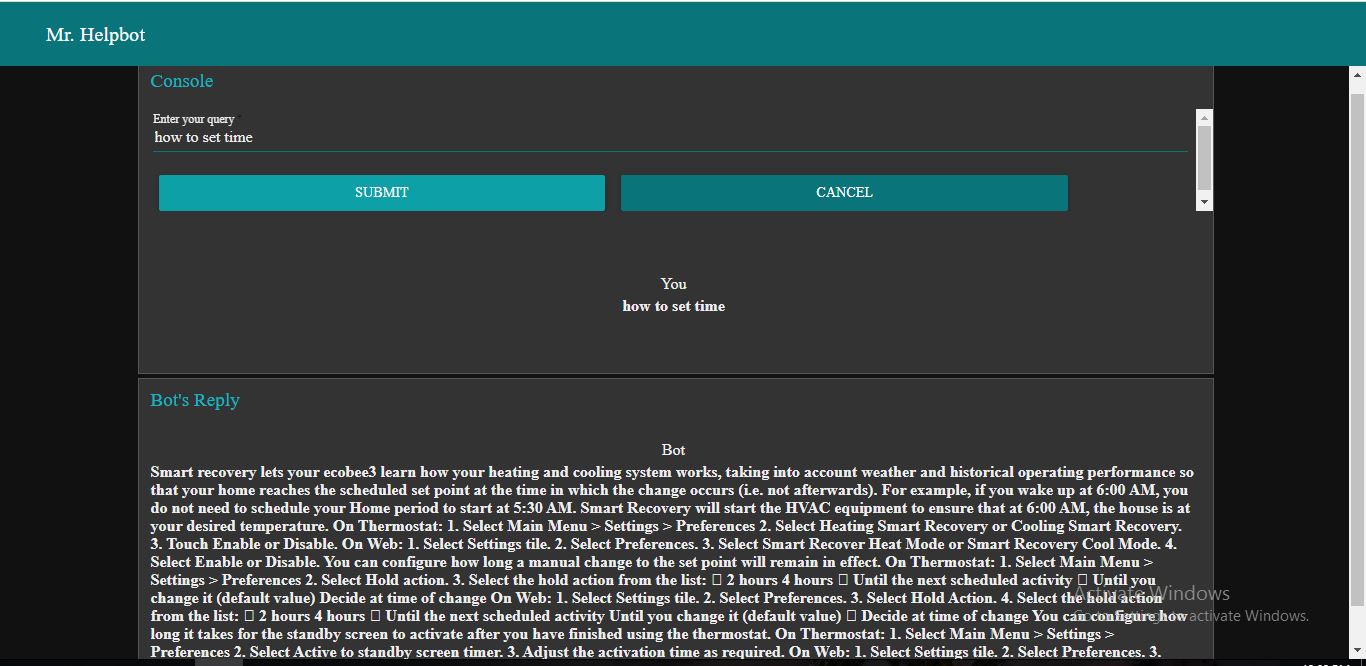 Mr. Helpbot
Console
Enter your query
how to set time
SUBMIT
CANCEL
You
how to set time
Bot's Reply
Bot
Smart recovery lets your ecobee3 learn how your heating and cooling system works, taking into account weather and historical operating performance so
that your home reaches the scheduled set point at the time in which the change occurs (i.e. not afterwards). For example, if you wake up at 6:00 AM, you
do not need to schedule your Home period to start at 5:30 AM. Smart Recovery will start the HVAC equipment to ensure that at 6:00 AM, the house is at
your desired temperature. On Thermostat: 1. Select Main Menu > Settings > Preferences 2. Select Heating Smart Recovery or Cooling Smart Recovery.
3. Touch Enable or Disable. On Web: 1. Select Settings tile. 2. Select Preferences. 3. Select Smart Recover Heat Mode or Smart Recovery Cool Mode. 4.
Select Enable or Disable. You can configure how long a manual change to the set point will remain in effect. On Thermostat: 1. Select Main Menu >
Settings > Preferences 2. Select Hold action. 3. Select the hold action from the list: 2 hours 4 hours Until the next scheduled activity Until you
change it (default value) Decide at time of change On Web: 1. Select Settings tile. 2. Select Preferences. 3. Select Hold Action. 4. Select the hold action
from the list: 2 hours 4 hours Until the next scheduled activity Until you change it (default value) Decide at time of change You can configure how
long it takes for the standby screen to activate after you have finished using the thermostat. On Thermostat: 1. Select Main Menu > Settings >
Preferences 2. Select Active to standby screen timer. 3. Adjust the activation time as required. On Web: 1. Select Settings tile. 2. Select Preferences. 3.
Activate Windows
Go to Settings to activate Windows.